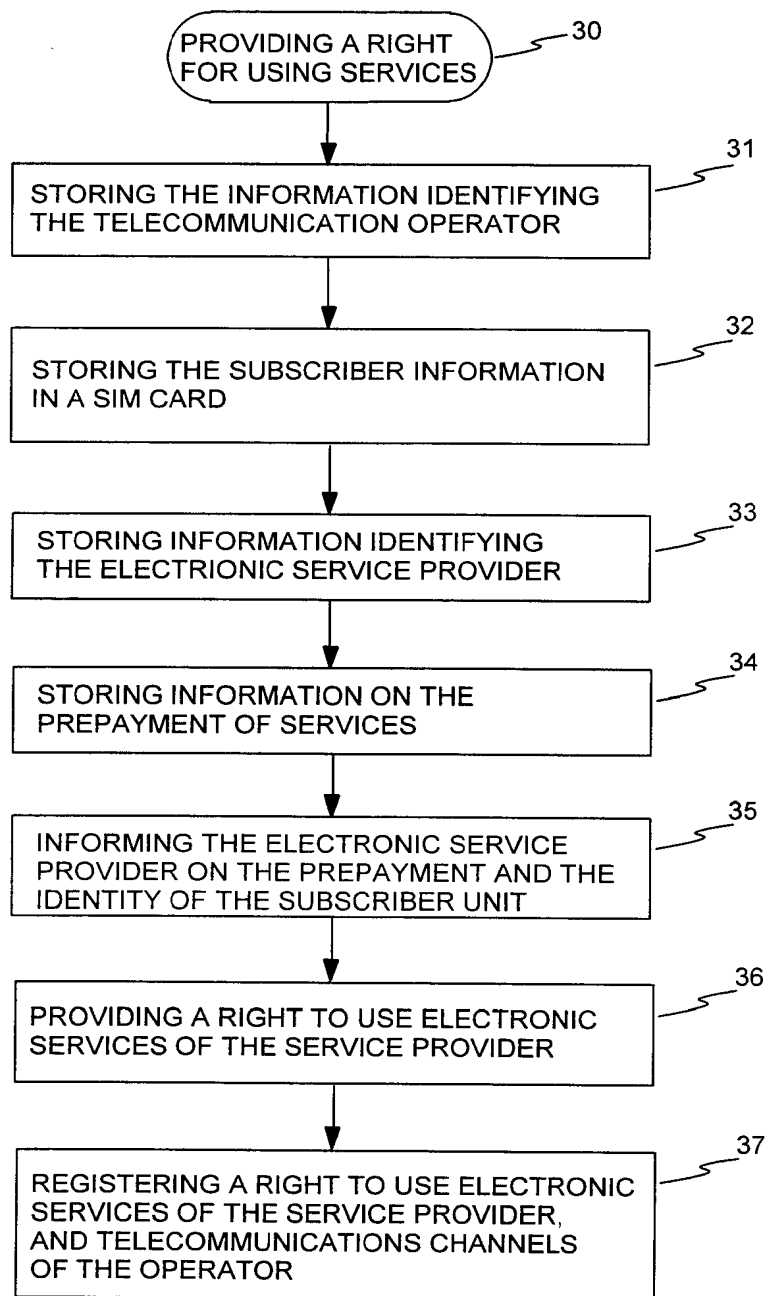 PROVIDING A RIGHT
FOR USING SERVICES
30
31
STORING THE INFORMATION IDENTIFYING
THE TELECOMMUNICATION OPERATOR
32
STORING THE SUBSCRIBER INFORMATION
IN A SIM CARD
33
STORING INFORMATION IDENTIFYING
THE ELECTRIONIC SERVICE PROVIDER
34
STORING INFORMATION ON THE
PREPAYMENT OF SERVICES
35
INFORMING THE ELECTRONIC SERVICE
PROVIDER ON THE PREPAYMENT AND THE
IDENTITY OF THE SUBSCRIBER UNIT
36
PROVIDING A RIGHT TO USE ELECTRONIC
SERVICES OF THE SERVICE PROVIDER
37
REGISTERING A RIGHT TO USE ELECTRONIC
SERVICES OF THE SERVICE PROVIDER,
AND TELECOMMUNICATIONS CHANNELS
OF THE OPERATOR